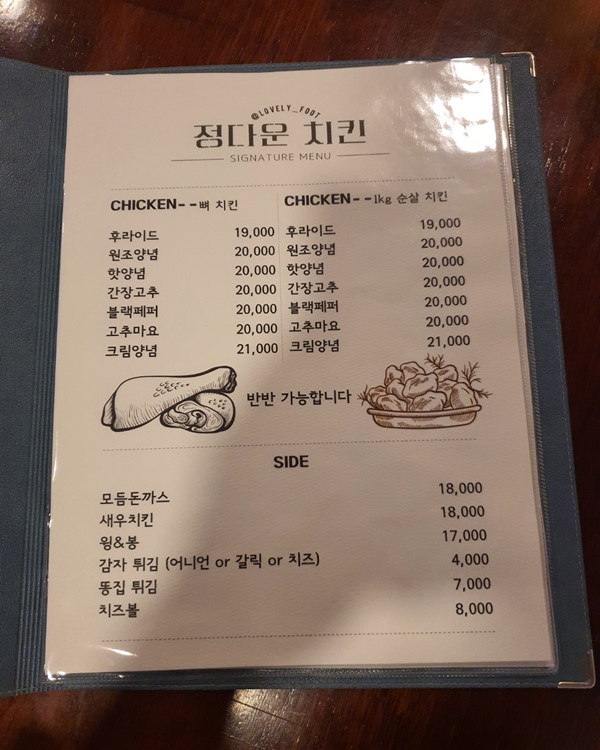 @LOVELY_FOOT
정다운 치킨
SIGNATURE MENU
CHICKEN--뼈 치킨
후라이드 19,000
원조양념 20,000
핫양념 20,000
간장고추 20,000
블랙페퍼 20,000
고추마요 20,000
크림양념 21,000
CHICKEN--1kg 순살 치킨
후라이드 19,000
원조양념 20,000
핫양념 20,000
간장고추 20,000
블랙페퍼 20,000
고추마요 20,000
크림양념 21,000
반반 가능합니다
SIDE
모듬돈까스 18,000
새우치킨 18,000
윙&봉 17,000
감자 튀김 (어니언 or 갈릭 or 치즈) 4,000
똥집 튀김 7,000
치즈볼 8,000